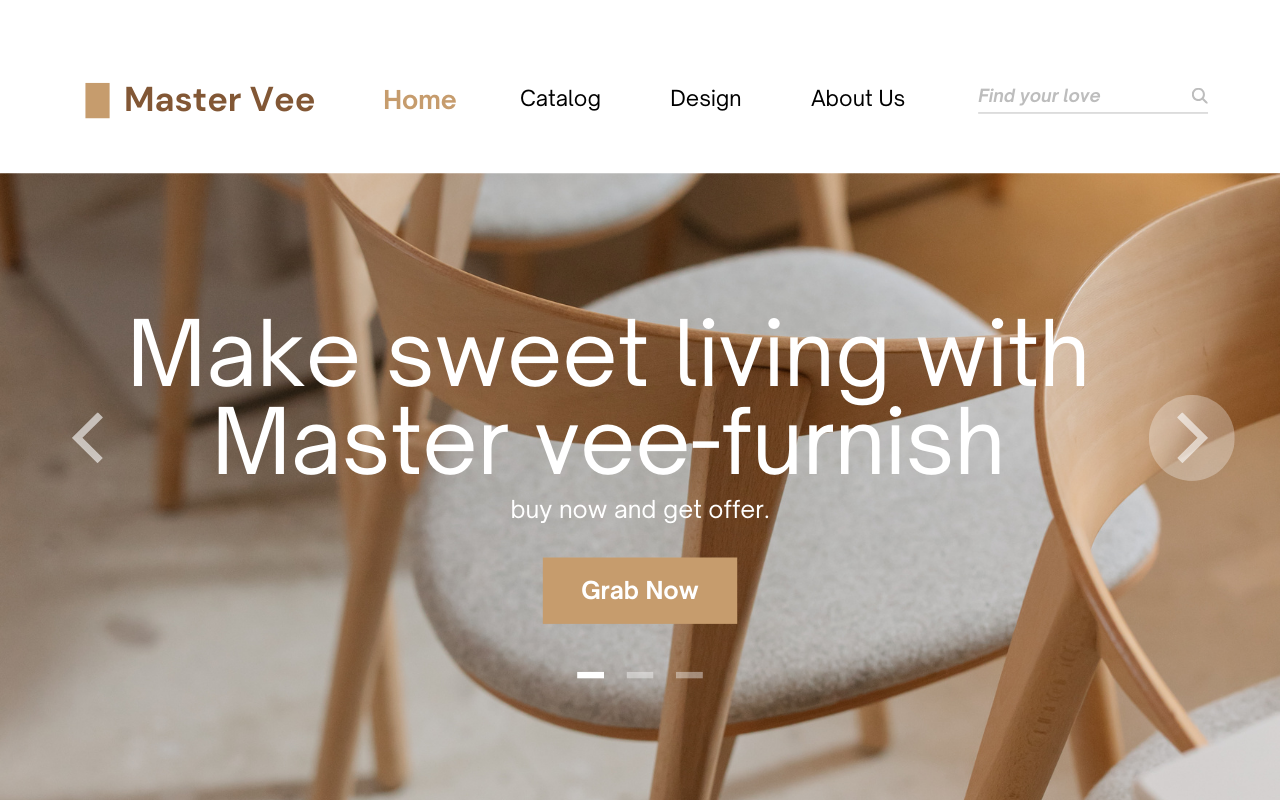 Master Vee
Home
Catalog
Design
About Us
Find your love
Make sweet living with
Master vee-furnish
buy now and get offer.
Grab Now